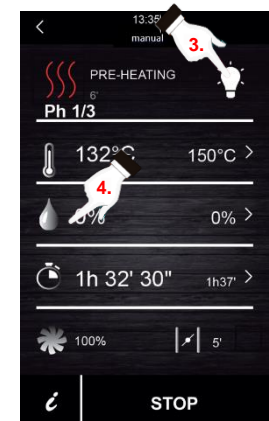 13:35
manual
3.
PRE-HEATING
6'
Ph 1/3
132°C 150°C >
4.
0% 0% >
1h 32' 30" 1h37' >
100% 5'
i STOP